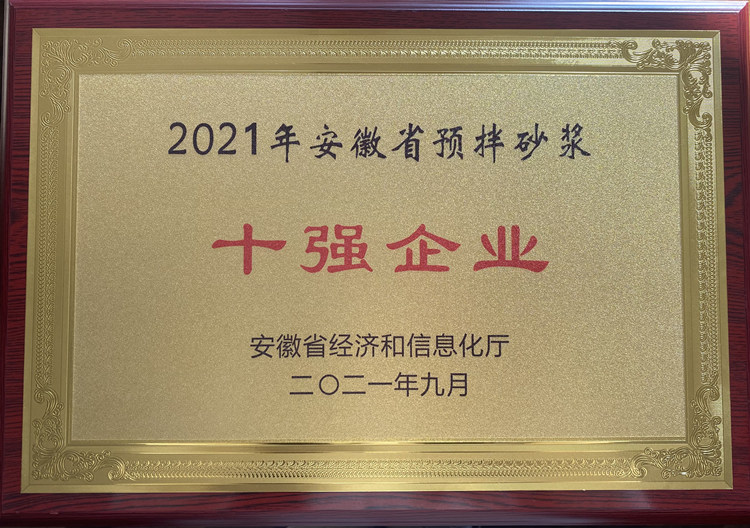 2021年安徽省预拌砂浆
十强企业
安徽省经济和信息化厅
二〇二一年九月